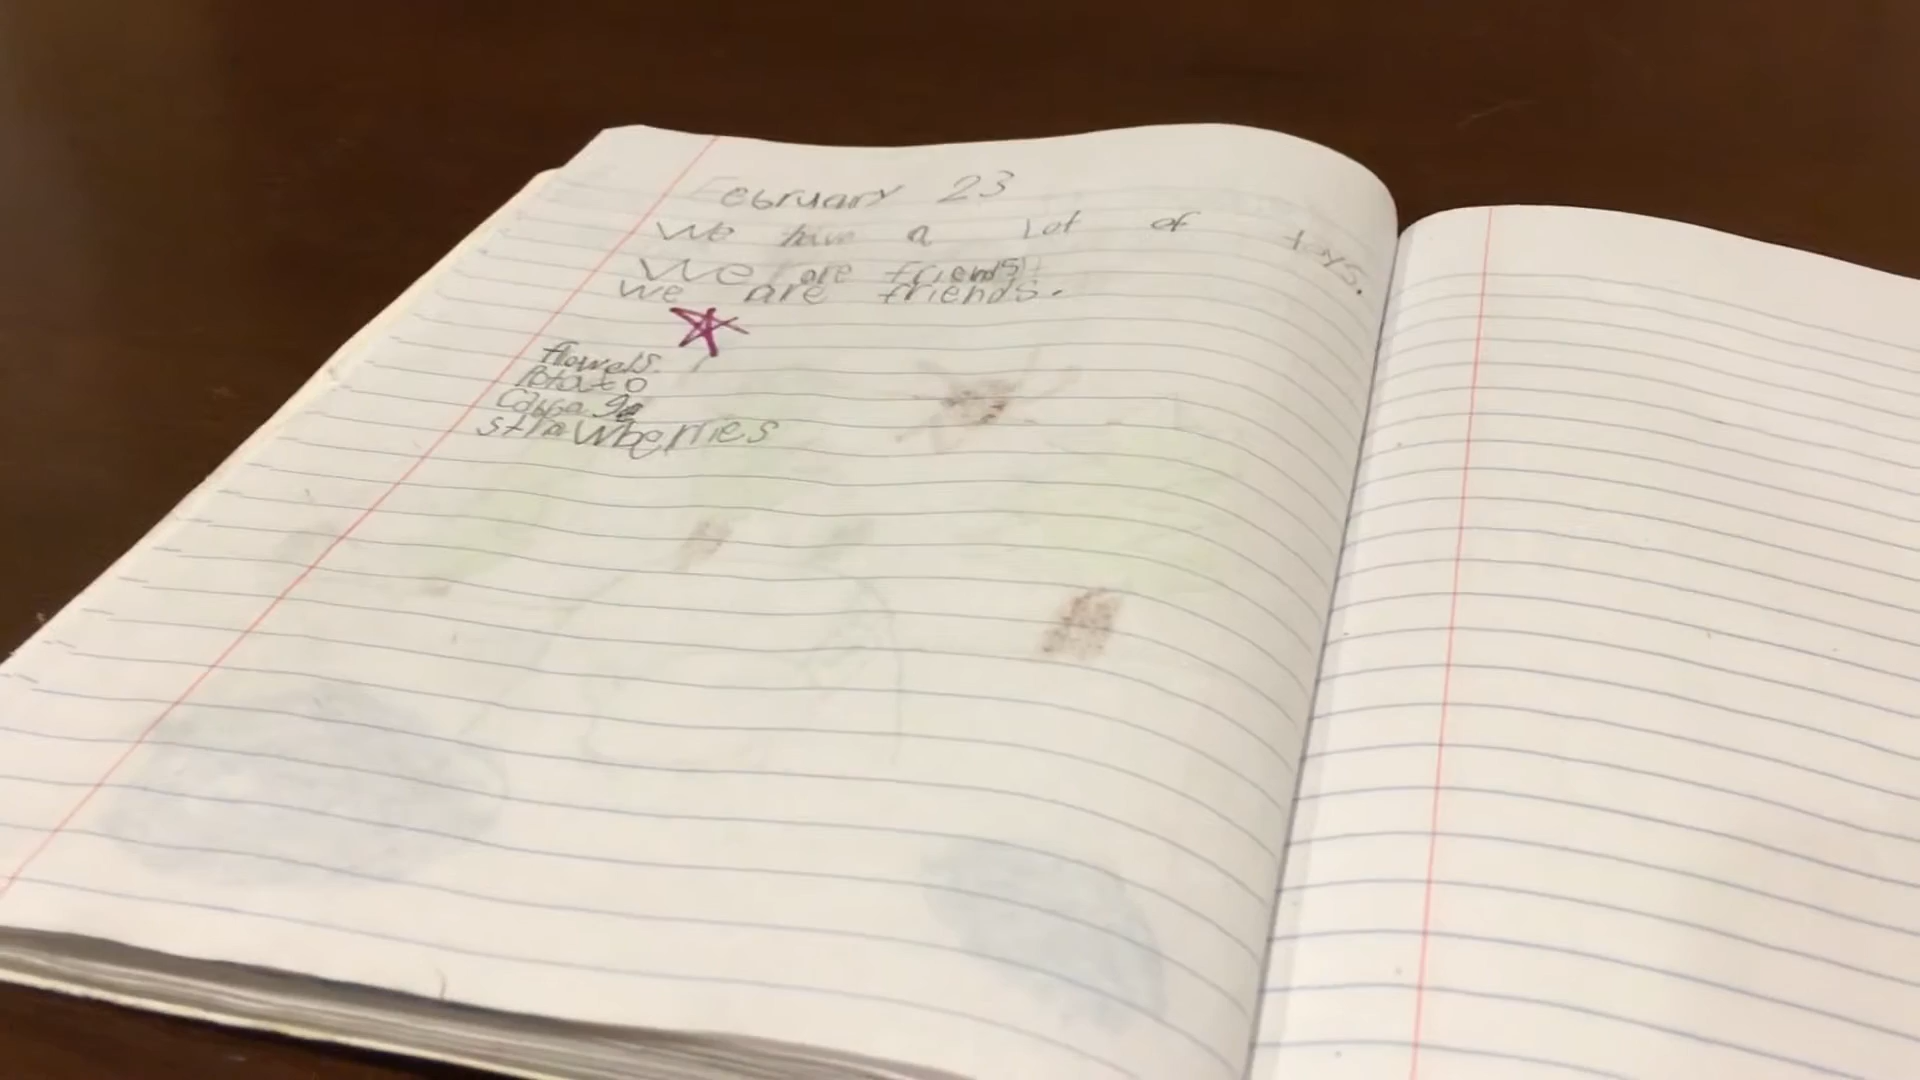 February 23
We have a lot of toys.
We are friends
we are friends.
flowers
Potato
Cabbage
strawberries